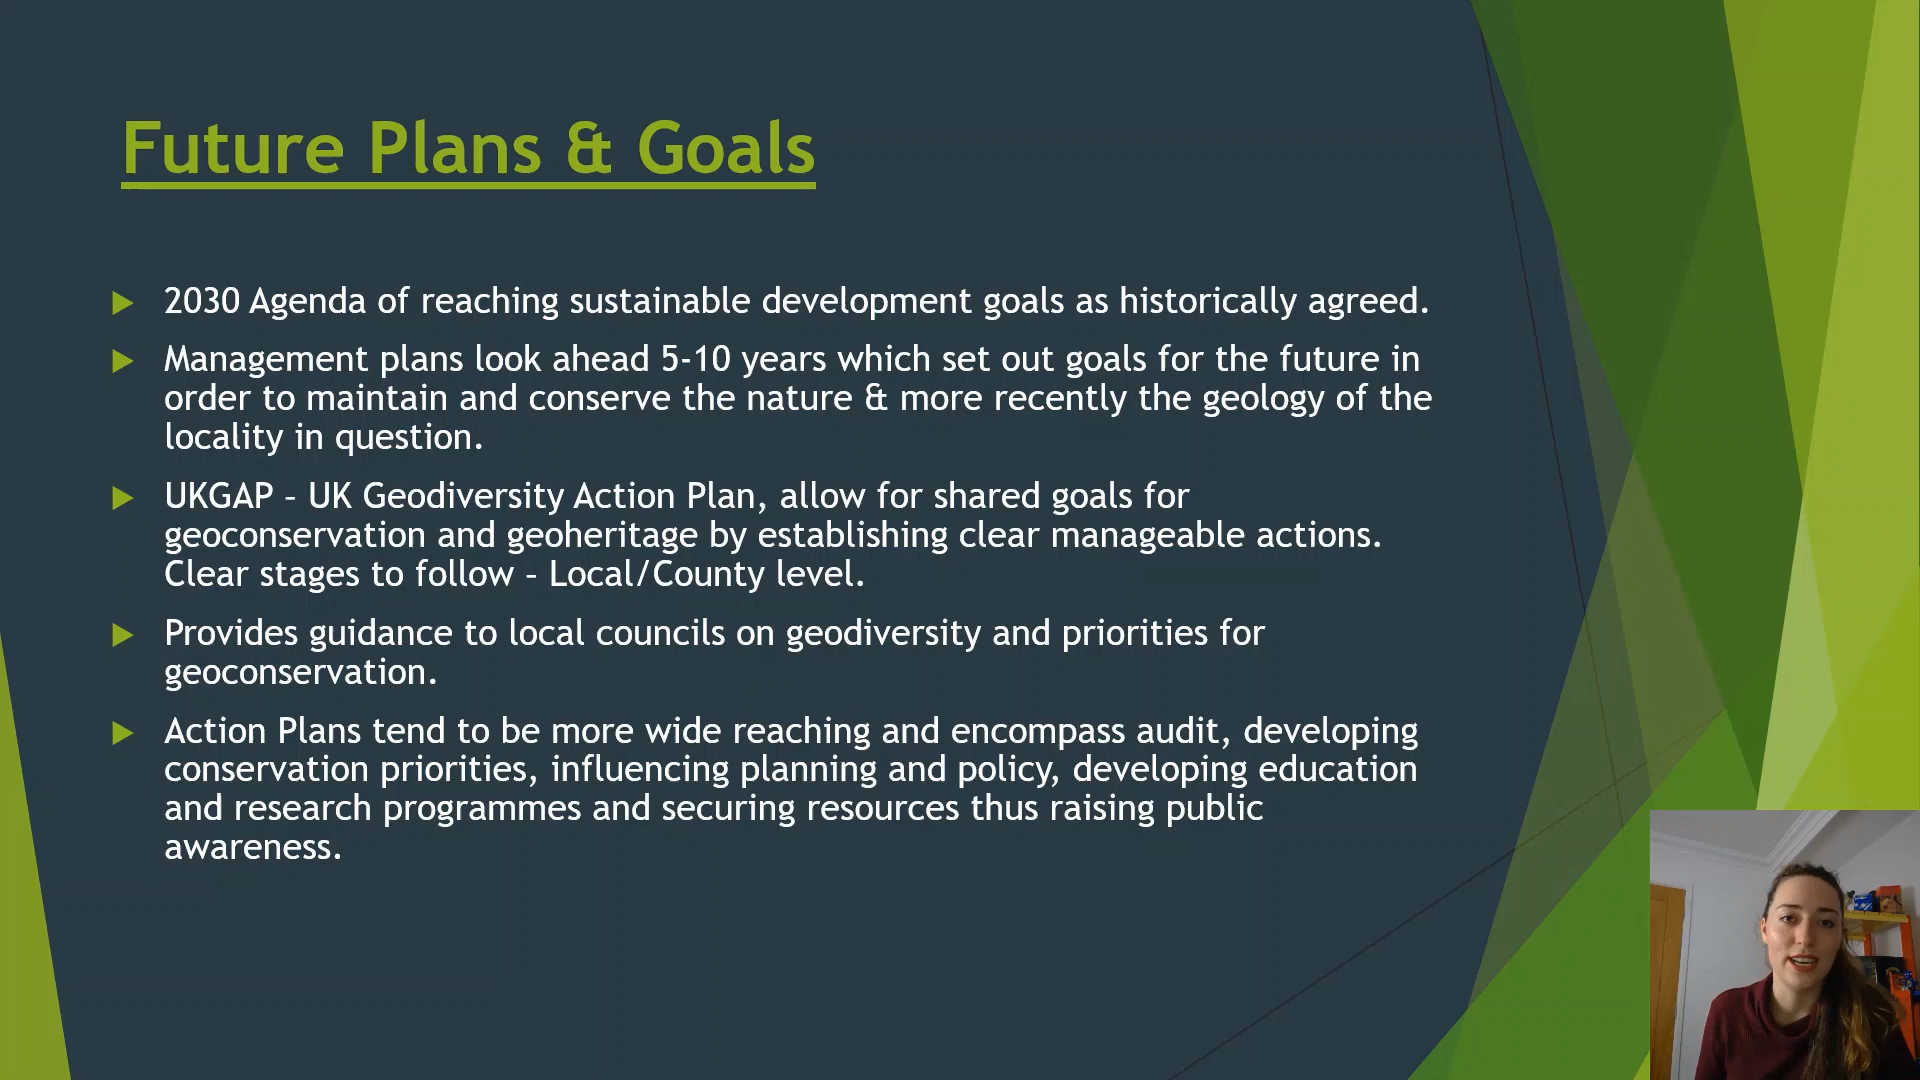 Future Plans & Goals
2030 Agenda of reaching sustainable development goals as historically agreed.
Management plans look ahead 5-10 years which set out goals for the future in
order to maintain and conserve the nature & more recently the geology of the
locality in question.
UKGAP – UK Geodiversity Action Plan, allow for shared goals for
geoconservation and geoheritage by establishing clear manageable actions.
Clear stages to follow – Local/County level.
Provides guidance to local councils on geodiversity and priorities for
geoconservation.
Action Plans tend to be more wide reaching and encompass audit, developing
conservation priorities, influencing planning and policy, developing education
and research programmes and securing resources thus raising public
awareness.